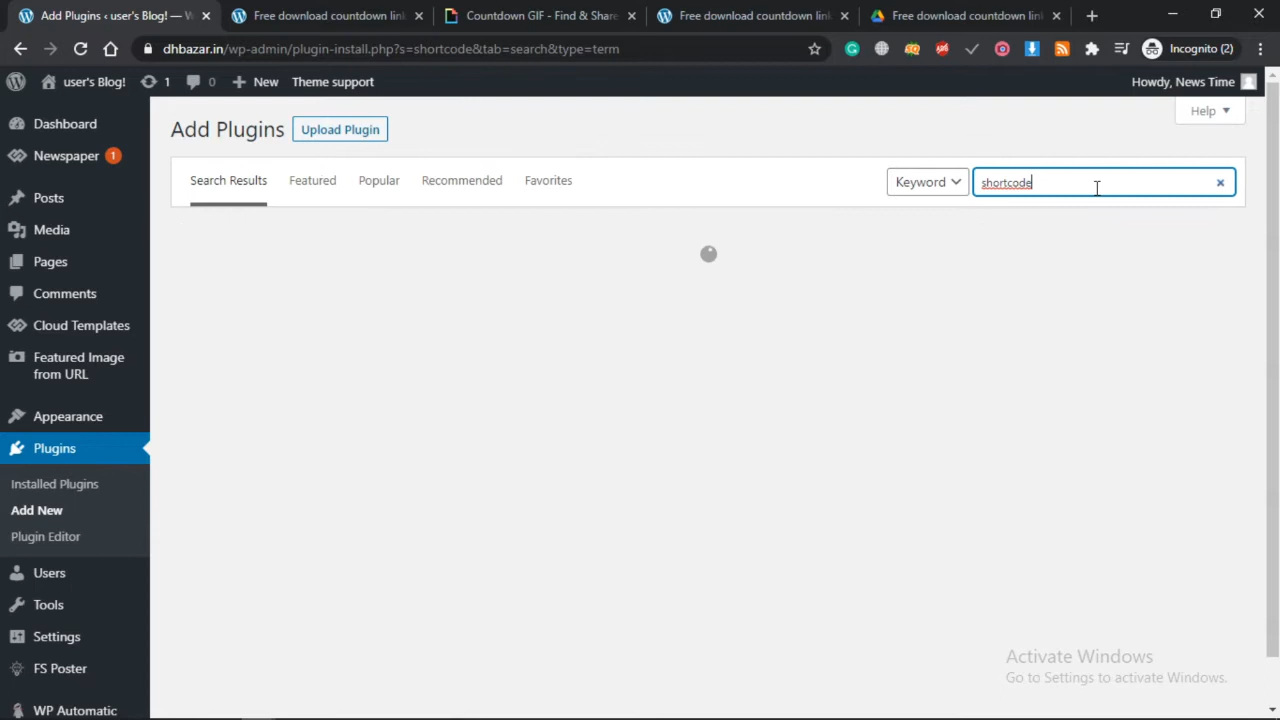 Add Plugins ‹ user's Blog! — W
Free download countdown lin
Countdown GIF - Find & Share
Free download countdown lin
Free download countdown lin
dhbazar.in/wp-admin/plugin-install.php?s=shortcode&tab=search&type=term
Incognito (2)
user's Blog! 1 0 New Theme support
Howdy, News Time
Dashboard
Newspaper 1
Posts
Media
Pages
Comments
Cloud Templates
Featured Image
from URL
Appearance
Plugins
Installed Plugins
Add New
Plugin Editor
Users
Tools
Settings
FS Poster
WP Automatic
Help
Add Plugins Upload Plugin
Search Results Featured Popular Recommended Favorites
Keyword shortcode
Activate Windows
Go to Settings to activate Windows.